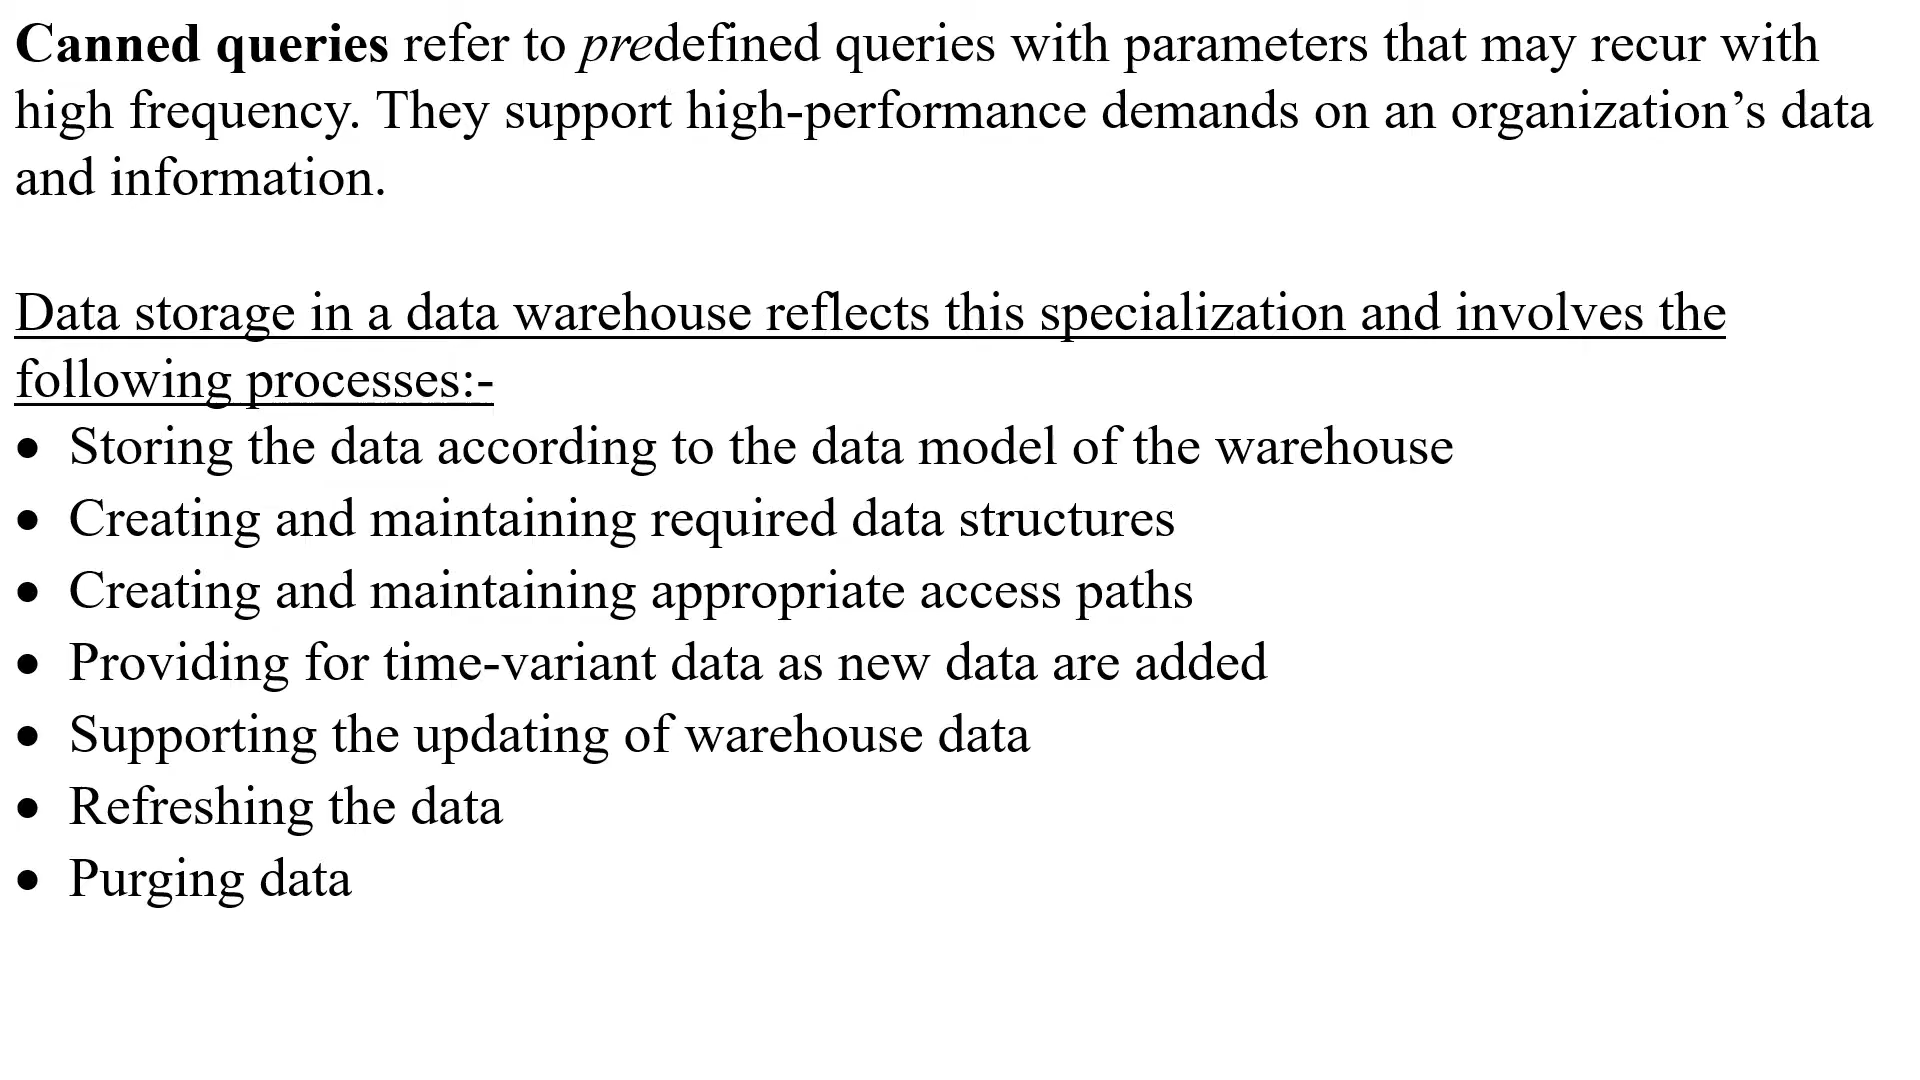 Canned queries refer to predefined queries with parameters that may recur with
high frequency. They support high-performance demands on an organization’s data
and information.
Data storage in a data warehouse reflects this specialization and involves the
following processes:-
• Storing the data according to the data model of the warehouse
• Creating and maintaining required data structures
• Creating and maintaining appropriate access paths
• Providing for time-variant data as new data are added
• Supporting the updating of warehouse data
• Refreshing the data
• Purging data